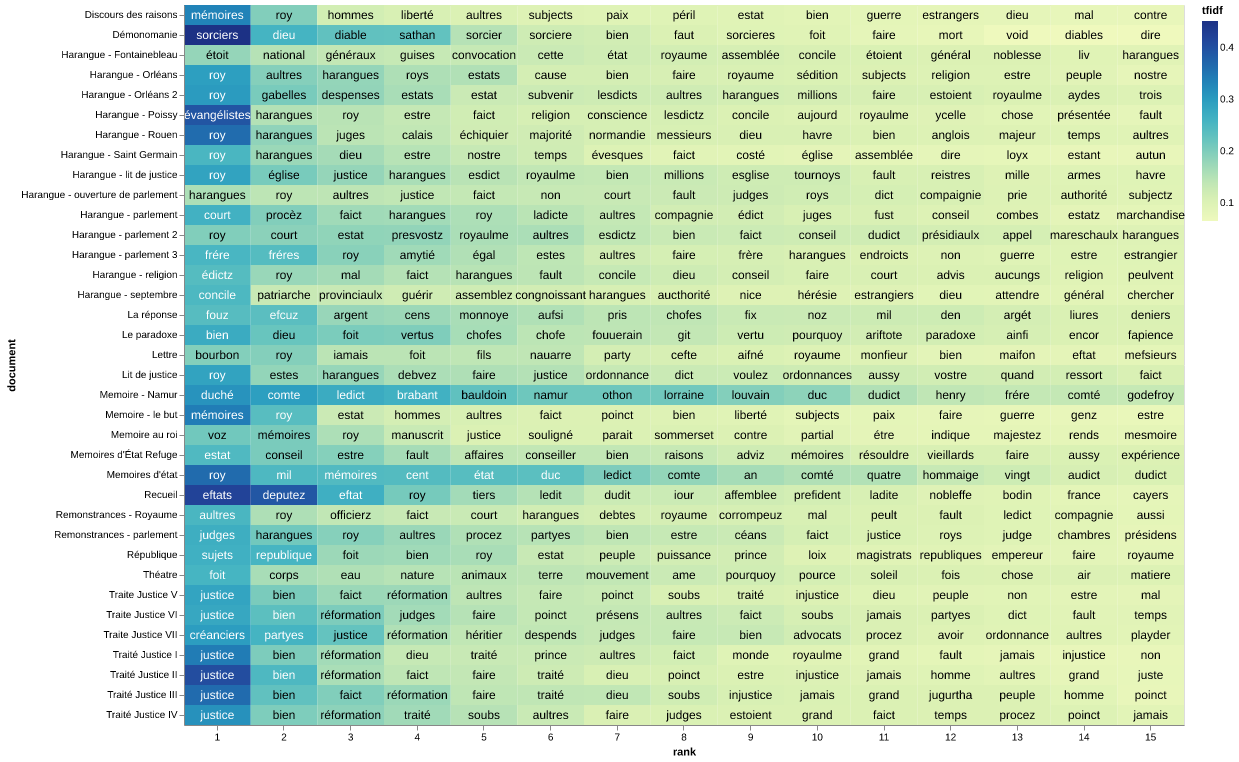 Discours des raisons mémoires roy hommes liberté aultres subjects paix péril estat bien guerre estrangers dieu mal contre
Démonomanie sorciers dieu diable sathan sorcier sorciere bien faut sorcieres foit faire mort void diables dire
Harangue - Fontainebleau étoit national généraux guises convocation cette état royaume assemblée concile étoient général noblesse liv harangues
Harangue - Orléans roy aultres harangues roys estats cause bien faire royaume sédition subjects religion estre peuple nostre
Harangue - Orléans 2 roy gabelles despenses estats estat subvenir lesdicts aultres harangues millions faire estoient royaulme aydes trois
Harangue - Poissy évangélistes harangues roy estre faict religion conscience lesdictz concile aujourd royaulme ycelle chose présentée fault
Harangue - Rouen roy harangues juges calais échiquier majorité normandie messieurs dieu havre bien anglois majeur temps aultres
Harangue - Saint Germain roy harangues dieu estre nostre temps évesques faict costé église assemblée dire loyx estant autun
Harangue - lit de justice roy église justice harangues esdict royaulme bien millions esglise tournoys fault reistres mille armes havre
Harangue - ouverture de parlement harangues roy aultres justice faict non court fault judges roys dict compaignie prie authorité subjectz
Harangue - parlement court procèz faict harangues roy ladicte aultres compagnie édict juges fust conseil combes estatz marchandise
Harangue - parlement 2 roy court estat presvostz royaulme aultres esdictz bien faict conseil dudict présidiaulx appel mareschaulx harangues
Harangue - parlement 3 frére fréres roy amytié égal estes aultres faire frère harangues endroicts non guerre estre estrangier
Harangue - religion édictz roy mal faict harangues fault concile dieu conseil faire court advis aucungs religion peulvent
Harangue - septembre concile patriarche provinciaulx guérir assemblez congnoissant harangues aucthorité nice hérésie estrangiers dieu attendre général chercher
La réponse fouz efcuz argent cens monnoye aufsi pris chofes fix noz mil den argét liures deniers
Le paradoxe bien dieu foit vertus chofes chofe fouuerain git vertu pourquoy ariftote paradoxe ainfi encor fapience
Lettre bourbon roy iamais foit fils nauarre party cefte aifné royaume monfieur bien maifon eftat mefsieurs
Lit de justice roy estes harangues debvez faire justice ordonnance dict voulez ordonnances aussy vostre quand ressort faict
Memoire - Namur duché comte ledict brabant bauldoin namur othon lorraine louvain duc dudict henry frére comté godefroy
Memoire - le but mémoires roy estat hommes aultres faict poinct bien liberté subjects paix faire guerre genz estre
Memoire au roi voz mémoires roy manuscrit justice souligné parait sommerset contre partial étre indique majestez rends mesmoire
Memoires d'État Refuge estat conseil estre fault affaires conseiller bien raisons adviz mémoires résouldre vieillards faire aussy expérience
Memoires d'état roy mil mémoires cent état duc ledict comte an comté quatre hommaige vingt audict dudict
Recueil eftats deputez eftat roy tiers ledit dudit iour affemblee prefident ladite nobleffe bodin france cayers
Remonstrances - Royaume aultres roy officierz faict court harangues debtes royaume corrompeuz mal peult fault ledict compagnie aussi
Remonstrances - parlement judges harangues roy aultres procez partyes bien estre céans faict justice roys judge chambres présidens
République sujets republique foit bien roy estat peuple puissance prince loix magistrats republiques empereur faire royaume
Théatre foit corps eau nature animaux terre mouvement ame pourquoy pource soleil fois chose air matiere
Traite Justice V justice bien faict réformation aultres faire poinct soubs traité injustice dieu peuple non estre mal
Traite Justice VI justice bien réformation judges faire poinct présens aultres faict soubs jamais partyes dict fault temps
Traite Justice VII créanciers partyes justice réformation héritier despends judges faire bien advocats procez avoir ordonnance aultres playder
Traité Justice I justice bien réformation dieu traité prince aultres faict monde royaulme grand fault jamais injustice non
Traité Justice II justice bien réformation faict faire traité dieu poinct estre injustice jamais homme aultres grand juste
Traité Justice III justice bien faict réformation faire traité dieu soubs injustice jamais grand jugurtha peuple homme poinct
Traité Justice IV justice bien réformation traité soubs aultres faire judges estoient grand faict temps procez poinct jamais
1 2 3 4 5 6 7 8 9 10 11 12 13 14 15
rank
document
tfidf
0.4
0.3
0.2
0.1